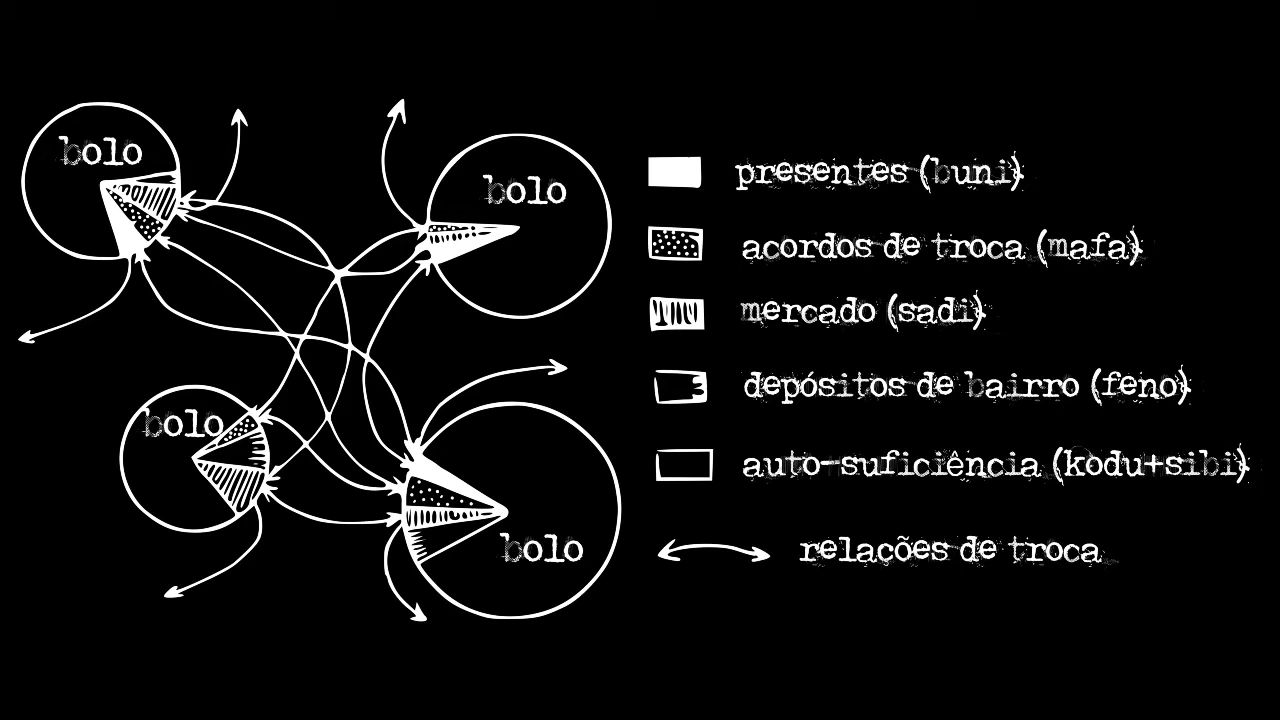 bolo
bolo
bolo
bolo
presentes (buni)
acordos de troca (mafa)
mercado (sadi)
depósitos de bairro (feno)
auto-suficiência (kodu+sibi)
relações de troca